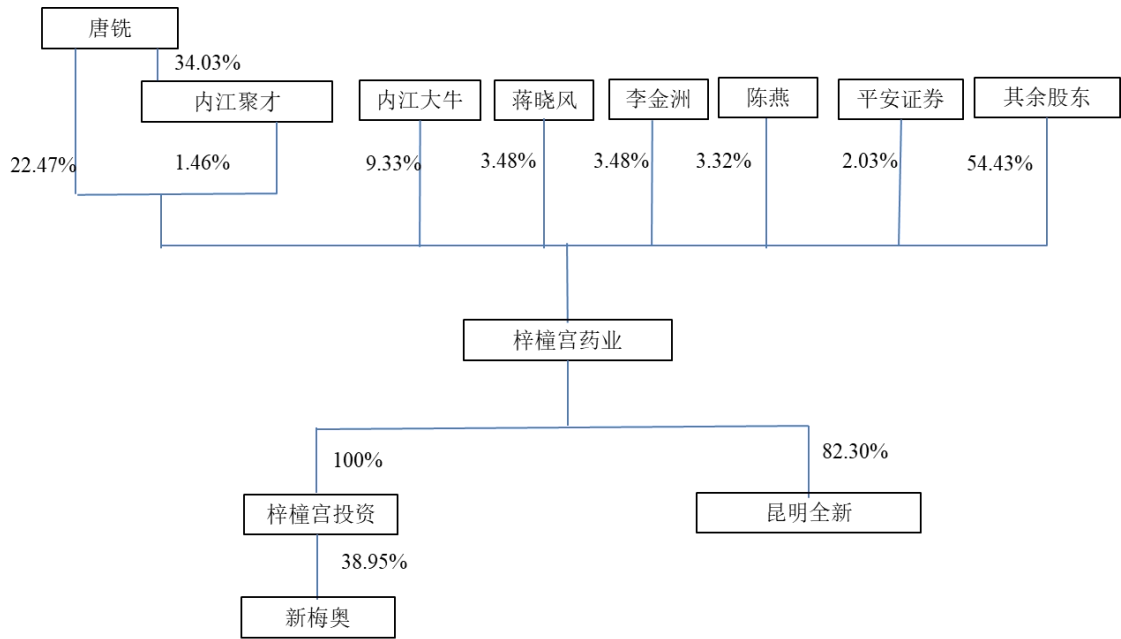 唐铣
34.03%
内江聚才
内江大牛
蒋晓风
李金洲
陈燕
平安证券
其余股东
22.47%
1.46%
9.33%
3.48%
3.48%
3.32%
2.03%
54.43%
梓橦宫药业
100%
82.30%
梓橦宫投资
昆明全新
38.95%
新梅奥